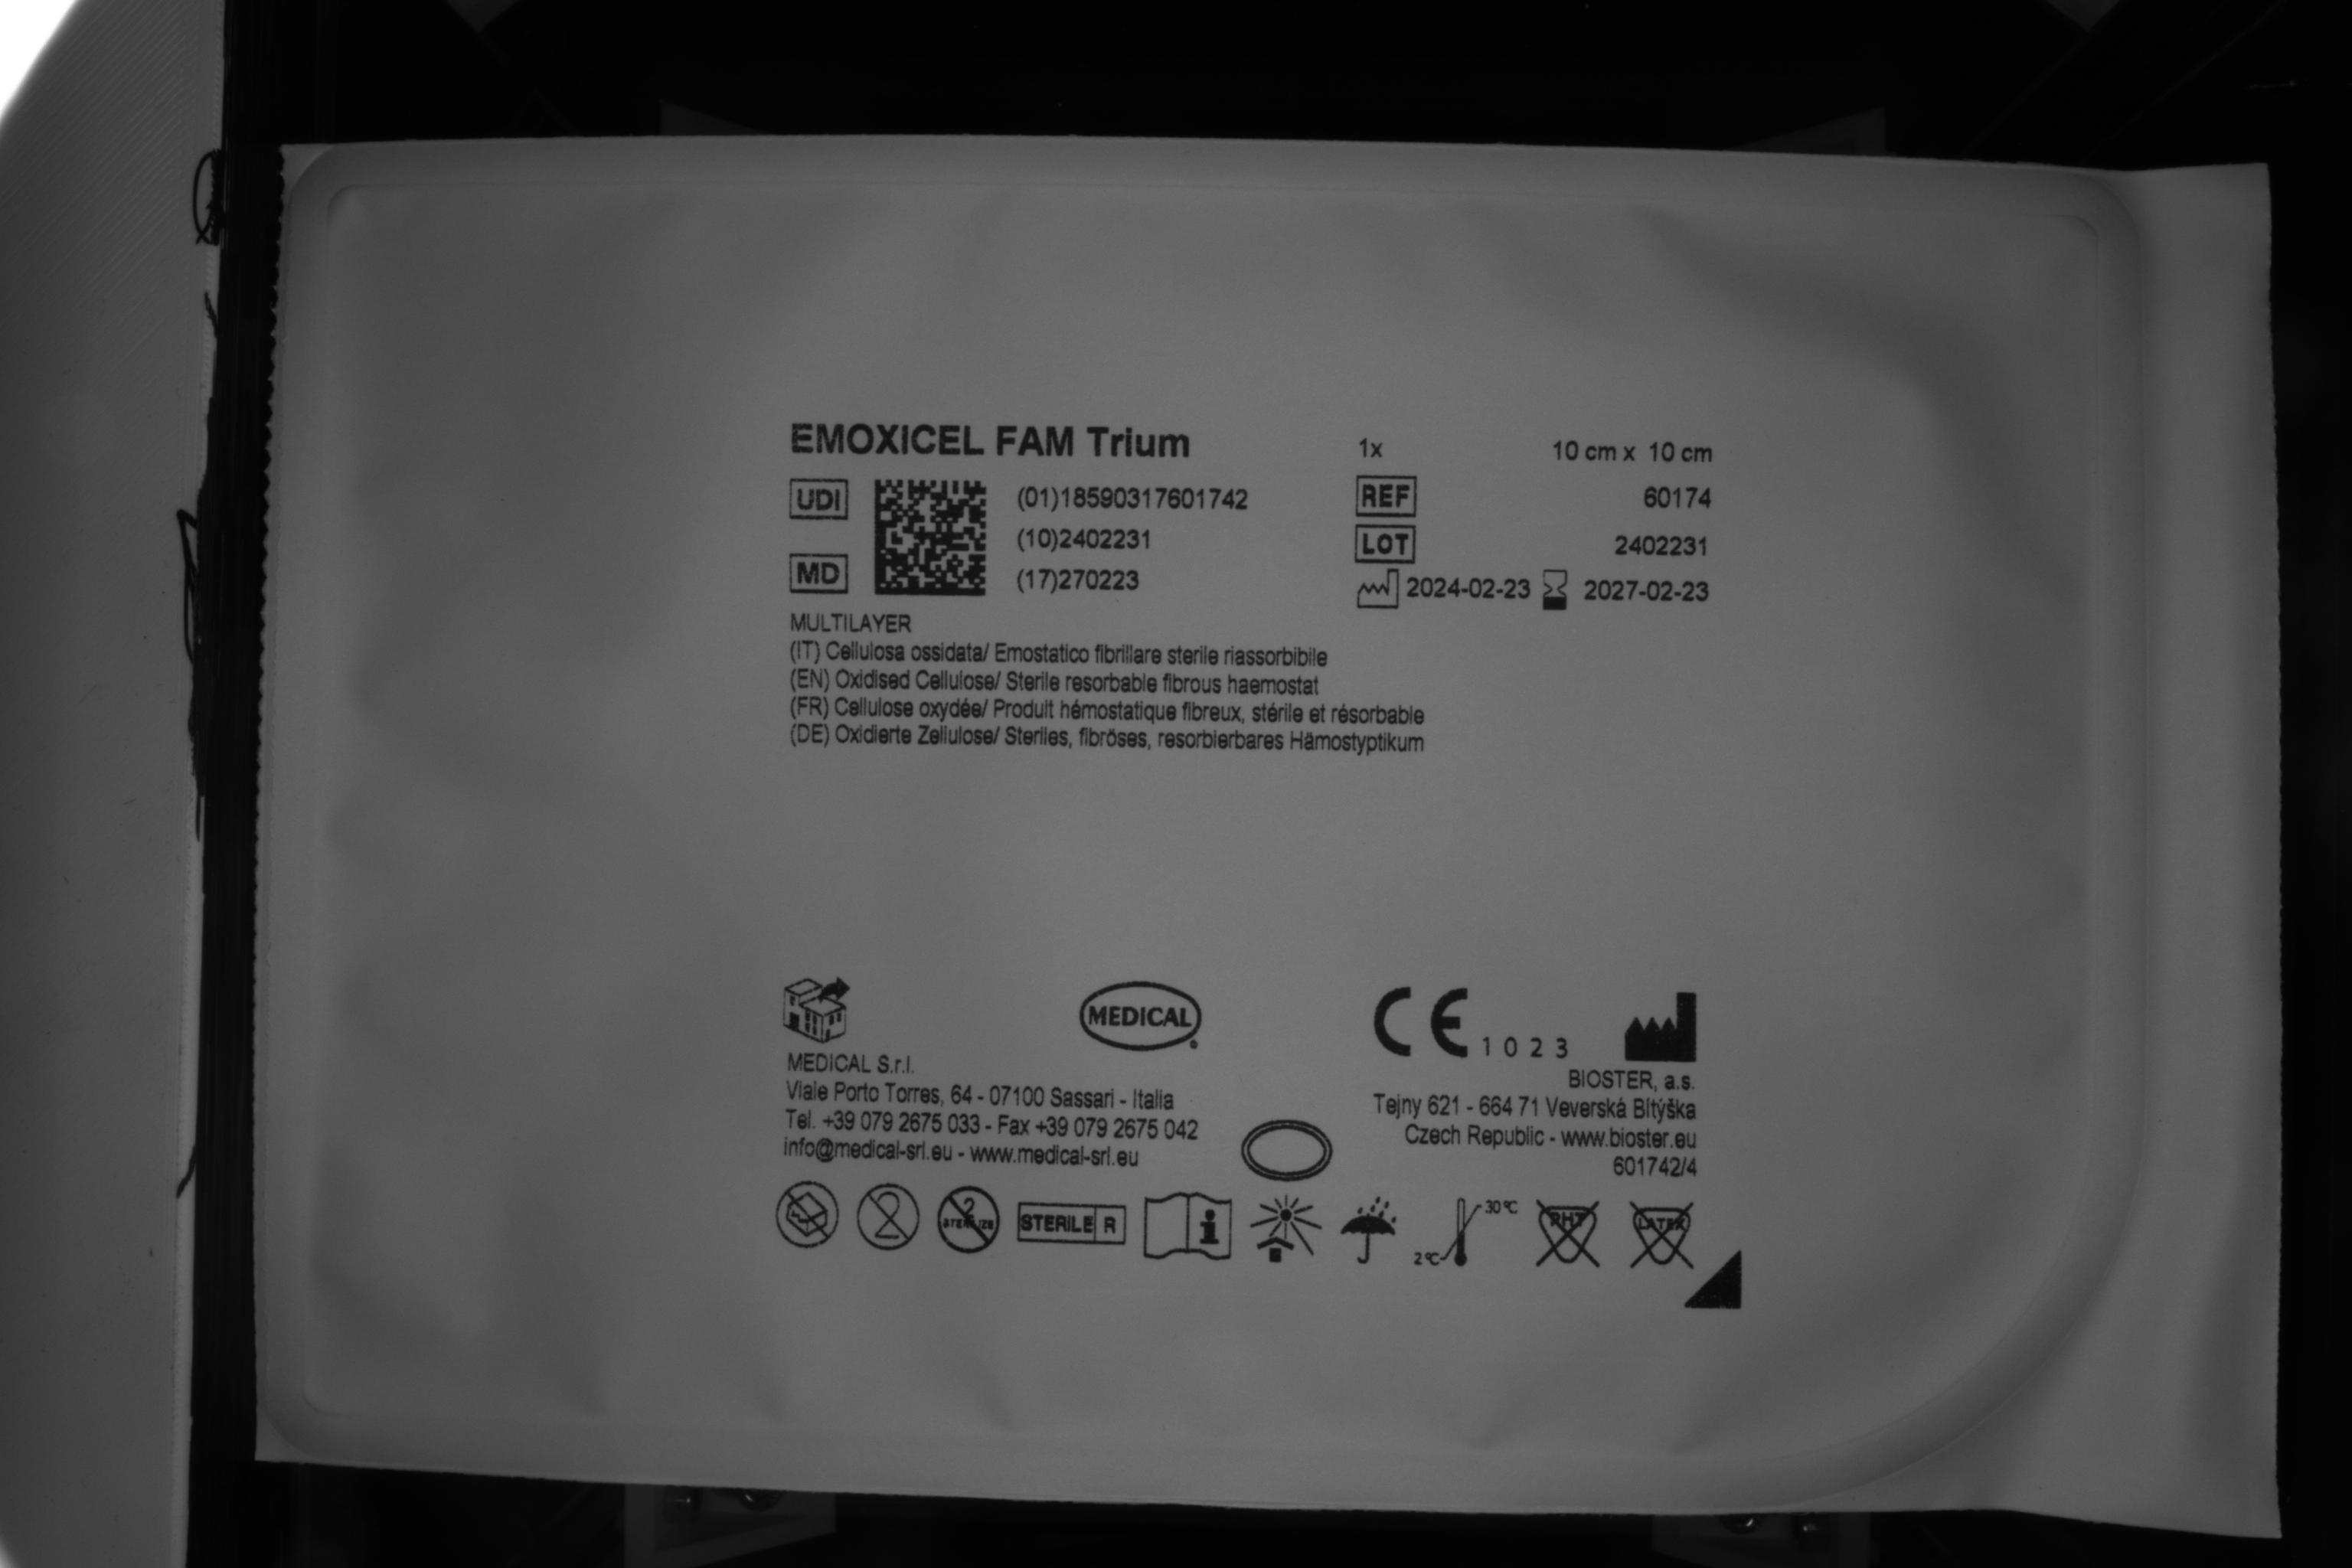 EMOXICEL FAM Trium
1x 10 cm x 10 cm
UDI (01)18590317601742
(10)2402231
MD (17)270223
REF 60174
LOT 2402231
2024-02-23 2027-02-23
MULTILAYER
(IT) Cellulosa ossidata/ Emostatico fibrillare sterile riassorbibile
(EN) Oxidised Cellulose/ Sterile resorbable fibrous haemostat
(FR) Cellulose oxydée/ Produit hémostatique fibreux, stérile et résorbable
(DE) Oxidierte Zellulose/ Steriles, fibröses, resorbierbares Hämostyptikum
MEDICAL
MEDICAL S.r.l.
Viale Porto Torres, 64 - 07100 Sassari - Italia
Tel. +39 079 2675 033 - Fax +39 079 2675 042
info@medical-srl.eu - www.medical-srl.eu
CE 1023
BIOSTER, a.s.
Tejny 621 - 664 71 Veverská Bítýška
Czech Republic - www.bioster.eu
601742/4
2
2 STERILIZE
STERILE R
i
2 °C 30 °C
PHT
LATEX